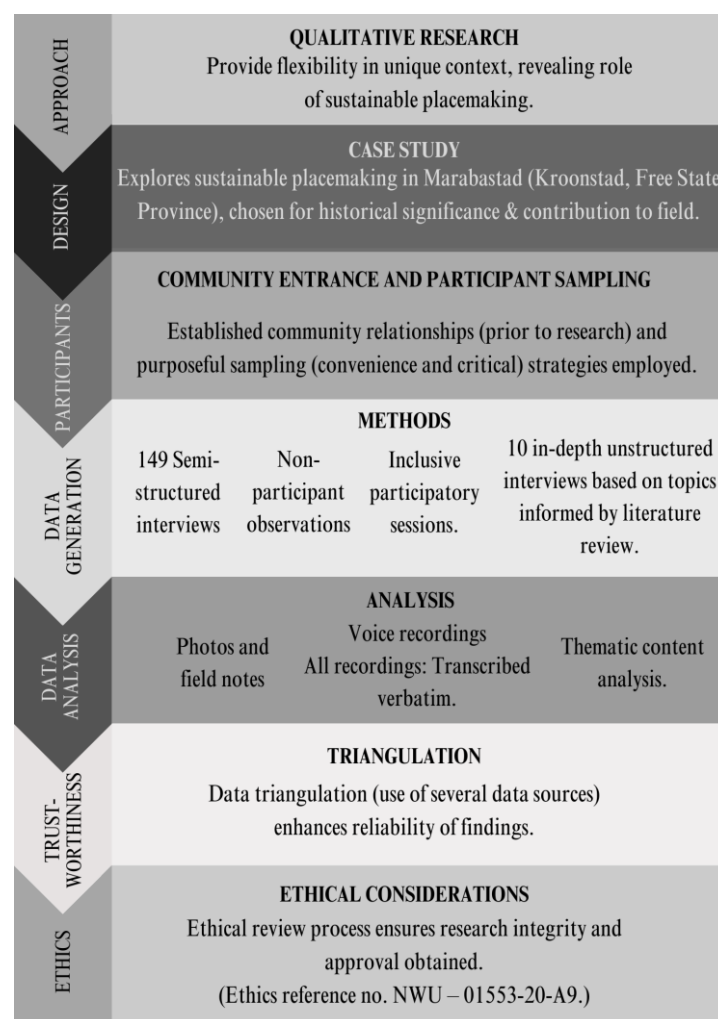 APPROACH
QUALITATIVE RESEARCH
Provide flexibility in unique context, revealing role
of sustainable placemaking.
DESIGN
CASE STUDY
Explores sustainable placemaking in Marabastad (Kroonstad, Free State
Province), chosen for historical significance & contribution to field.
PARTICIPANTS
COMMUNITY ENTRANCE AND PARTICIPANT SAMPLING
Established community relationships (prior to research) and
purposeful sampling (convenience and critical) strategies employed.
DATA
GENERATION
METHODS
149 Semi-
structured
interviews
Non-
participant
observations
Inclusive
participatory
sessions.
10 in-depth unstructured
interviews based on topics
informed by literature
review.
DATA
ANALYSIS
ANALYSIS
Photos and
field notes
Voice recordings
All recordings: Transcribed
verbatim.
Thematic content
analysis.
TRUST-
WORTHINESS
TRIANGULATION
Data triangulation (use of several data sources)
enhances reliability of findings.
ETHICS
ETHICAL CONSIDERATIONS
Ethical review process ensures research integrity and
approval obtained.
(Ethics reference no. NWU – 01553-20-A9.)